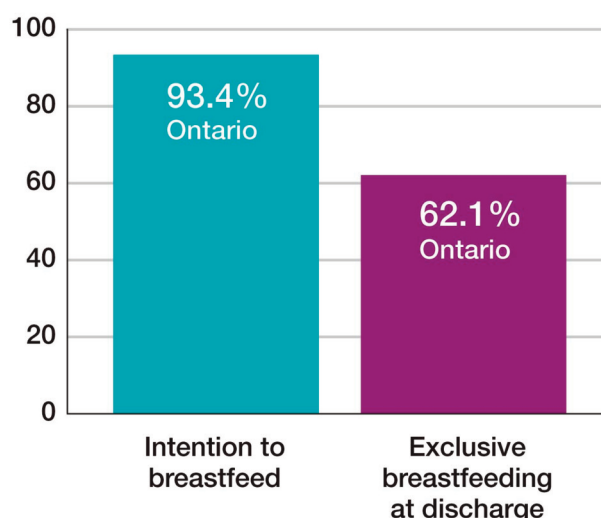 100
80
60
40
20
0
93.4%
Ontario
62.1%
Ontario
Intention to
breastfeed
Exclusive
breastfeeding
at discharge